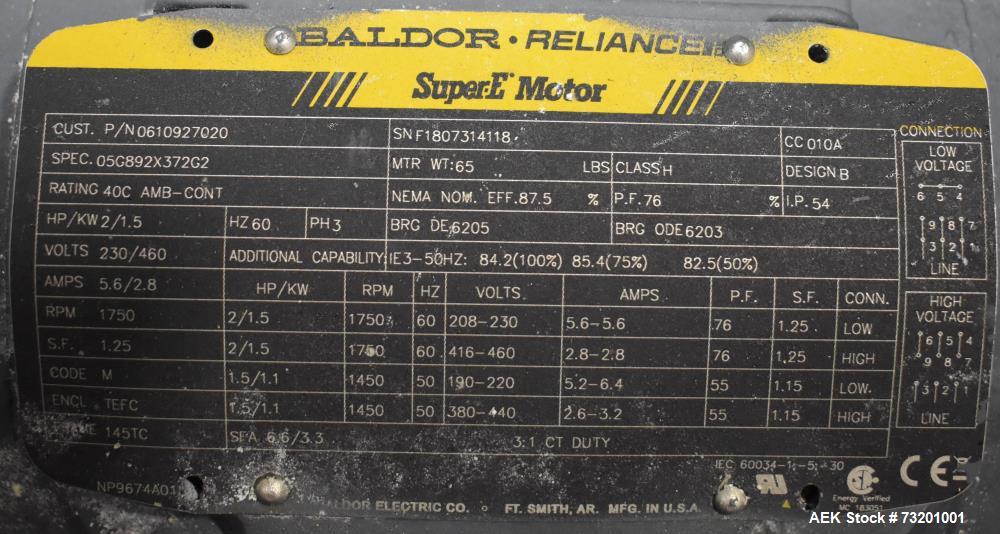 BALDOR · RELIANCE
Super-E Motor
CUST. P/N 0610927020 SN F1807314118 CC 010A
SPEC. 05G892X372G2 MTR WT: 65 LBS CLASS H DESIGN B
RATING 40C AMB-CONT NEMA NOM. EFF. 87.5 % P.F. 76 % I.P. 54
HP/KW 2/1.5 HZ 60 PH 3 BRG DE 6205 BRG ODE 6203
VOLTS 230/460 ADDITIONAL CAPABILITY: IE3-50HZ: 84.2(100%) 85.4(75%) 82.5(50%)
AMPS 5.6/2.8 HP/KW RPM HZ VOLTS AMPS P.F. S.F. CONN.
RPM 1750 2/1.5 1750 60 208-230 5.6-5.6 76 1.25 LOW
S.F. 1.25 2/1.5 1750 60 416-460 2.8-2.8 76 1.25 HIGH
CODE M 1.5/1.1 1450 50 190-220 5.2-6.4 55 1.15 LOW
ENCL TEFC 1.5/1.1 1450 50 380-440 2.6-3.2 55 1.15 HIGH
145TC SFA 6.6/3.3 3:1 CT DUTY
CONNECTION
LOW
VOLTAGE
6 5 4
9 8 7
3 2 1
LINE
HIGH
VOLTAGE
6 5 4
9 8 7
3 2 1
LINE
IEC 60034-1;-5;-30
Energy Verified
MC 183051
CE
NP9674A01
BALDOR ELECTRIC CO. ∘ FT. SMITH, AR. MFG. IN U.S.A.
AEK Stock # 73201001